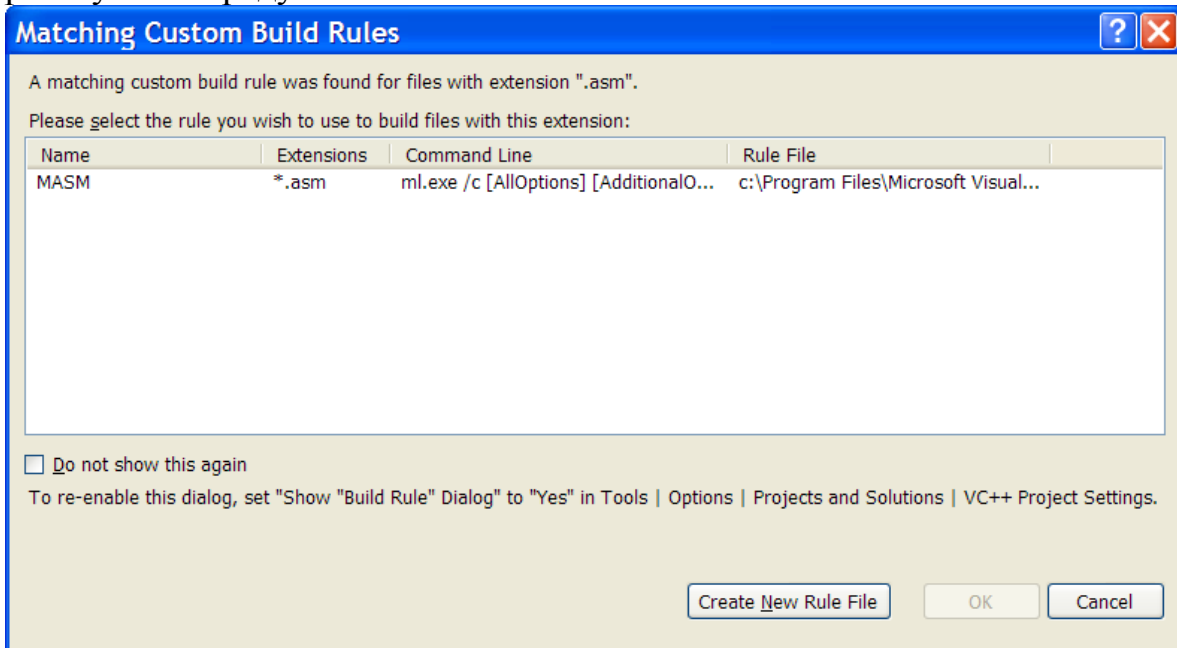 Matching Custom Build Rules
A matching custom build rule was found for files with extension ".asm".
Please select the rule you wish to use to build files with this extension:
Name Extensions Command Line Rule File
MASM *.asm ml.exe /c [AllOptions] [AdditionalO... c:\Program Files\Microsoft Visual...
Do not show this again
To re-enable this dialog, set "Show "Build Rule" Dialog" to "Yes" in Tools | Options | Projects and Solutions | VC++ Project Settings.
Create New Rule File OK Cancel